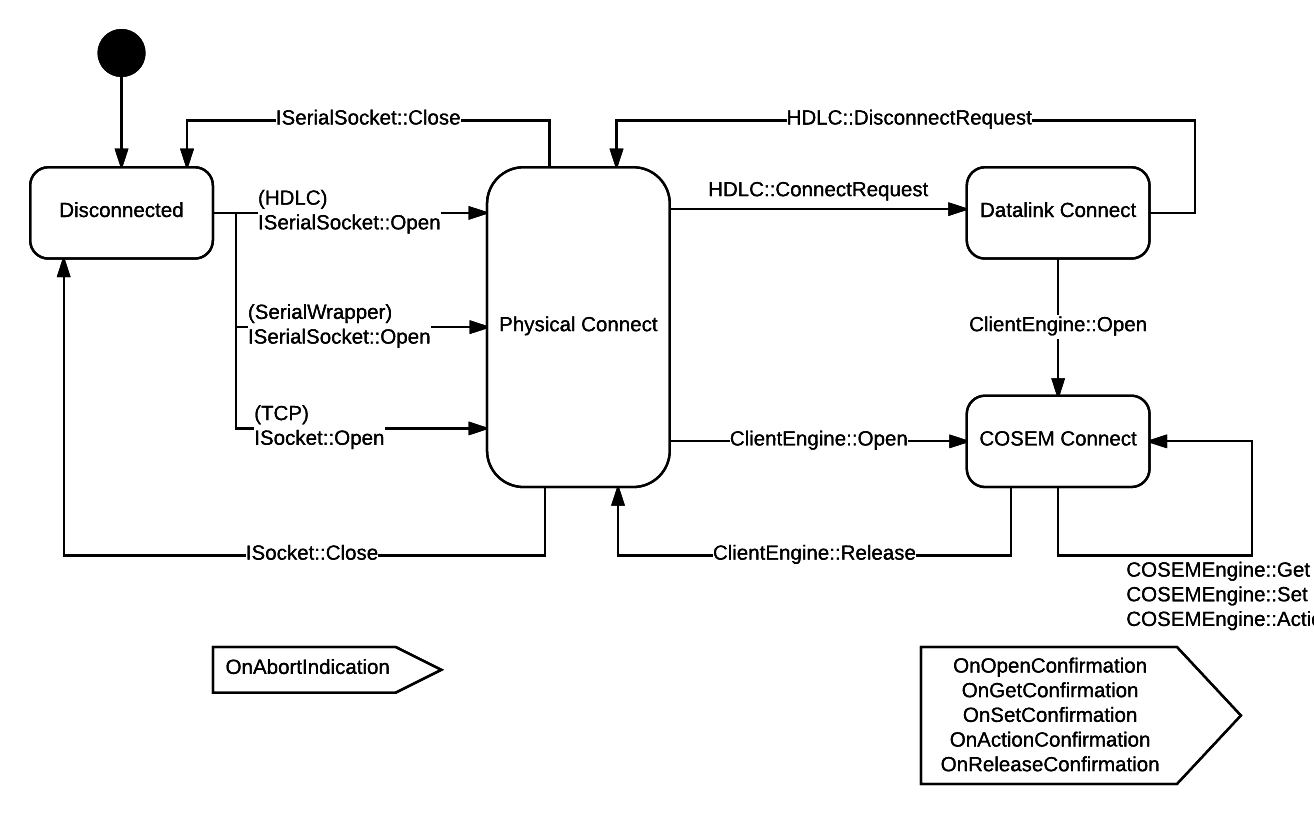 ISerialSocket::Close
HDLC::DisconnectRequest
Disconnected
(HDLC)
ISerialSocket::Open
HDLC::ConnectRequest
Datalink Connect
(SerialWrapper)
ISerialSocket::Open
Physical Connect
ClientEngine::Open
(TCP)
ISocket::Open
ClientEngine::Open
COSEM Connect
ISocket::Close
ClientEngine::Release
COSEMEngine::Get
COSEMEngine::Set
COSEMEngine::Acti
OnAbortIndication
OnOpenConfirmation
OnGetConfirmation
OnSetConfirmation
OnActionConfirmation
OnReleaseConfirmation